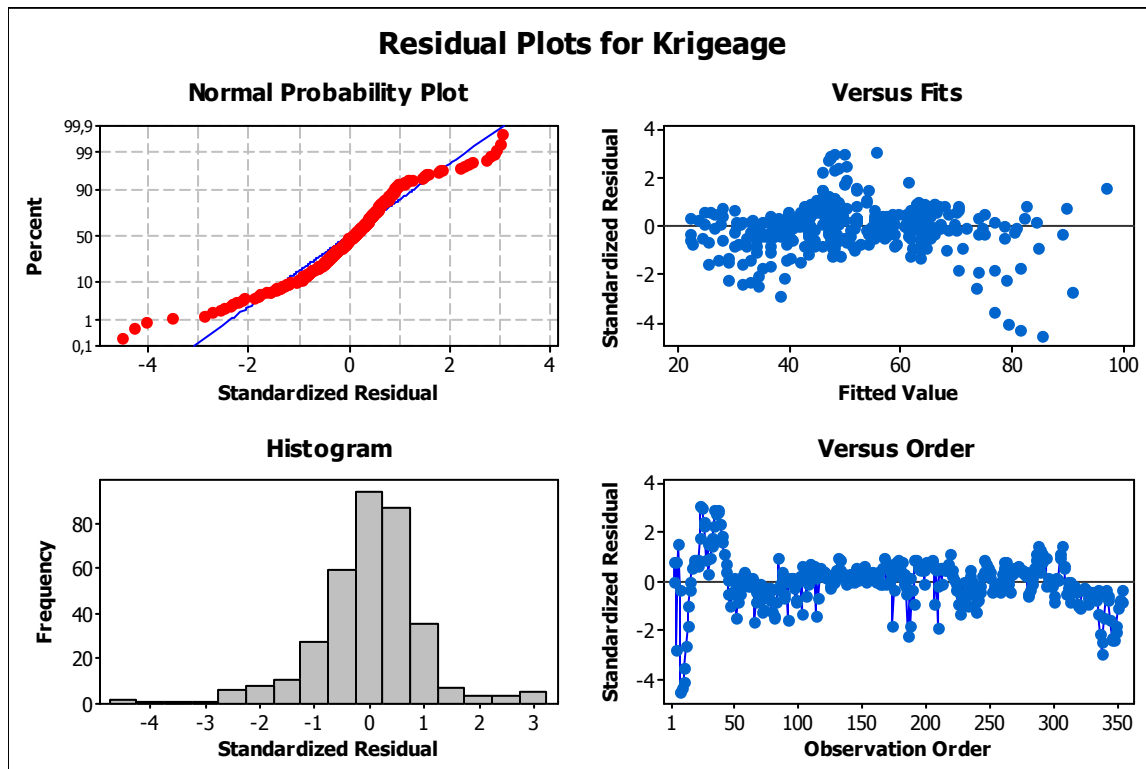 Residual Plots for Krigeage
Normal Probability Plot
99,9
99
90
50
10
1
0,1
Percent
-4 -2 0 2 4
Standardized Residual
Versus Fits
4
2
0
-2
-4
Standardized Residual
20 40 60 80 100
Fitted Value
Histogram
80
60
40
20
0
Frequency
-4 -3 -2 -1 0 1 2 3
Standardized Residual
Versus Order
4
2
0
-2
-4
Standardized Residual
1 50 100 150 200 250 300 350
Observation Order